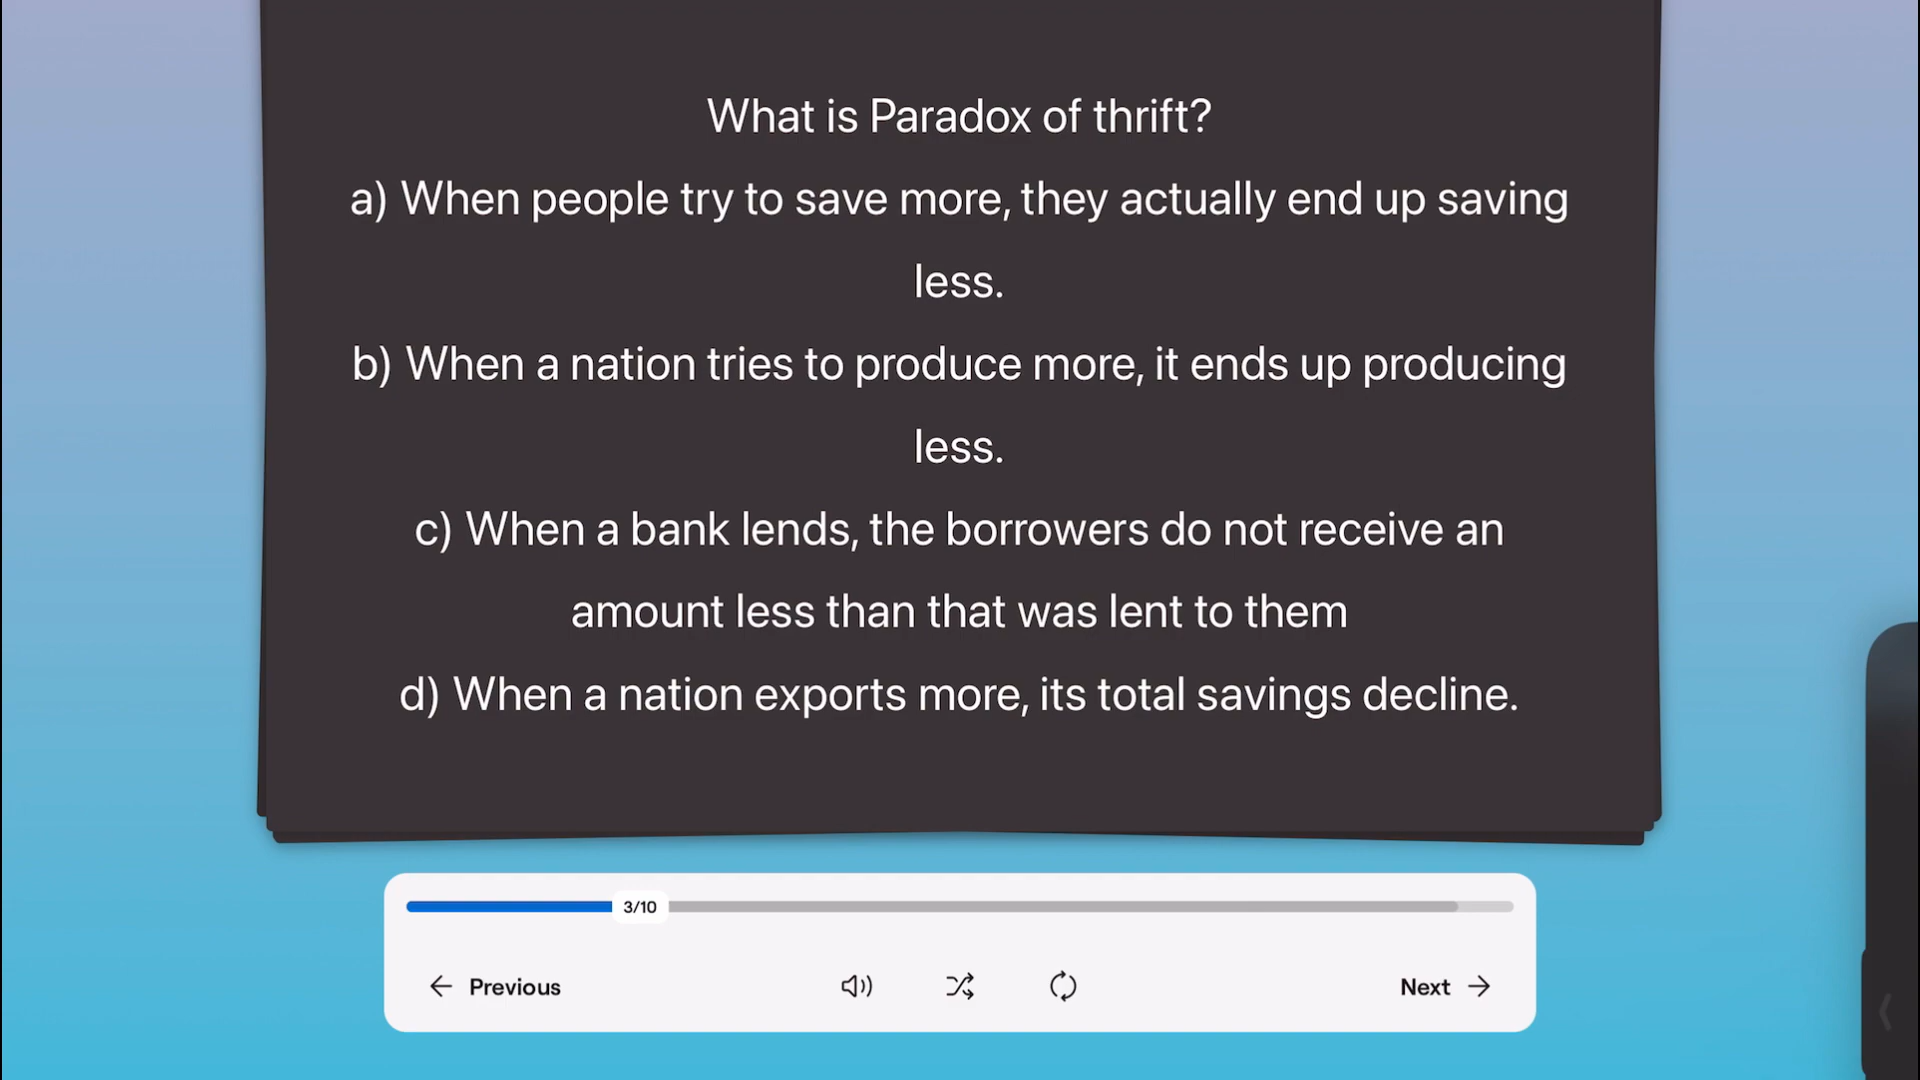 What is Paradox of thrift?
a) When people try to save more, they actually end up saving
less.
b) When a nation tries to produce more, it ends up producing
less.
c) When a bank lends, the borrowers do not receive an
amount less than that was lent to them
d) When a nation exports more, its total savings decline.
3/10
Previous
Next